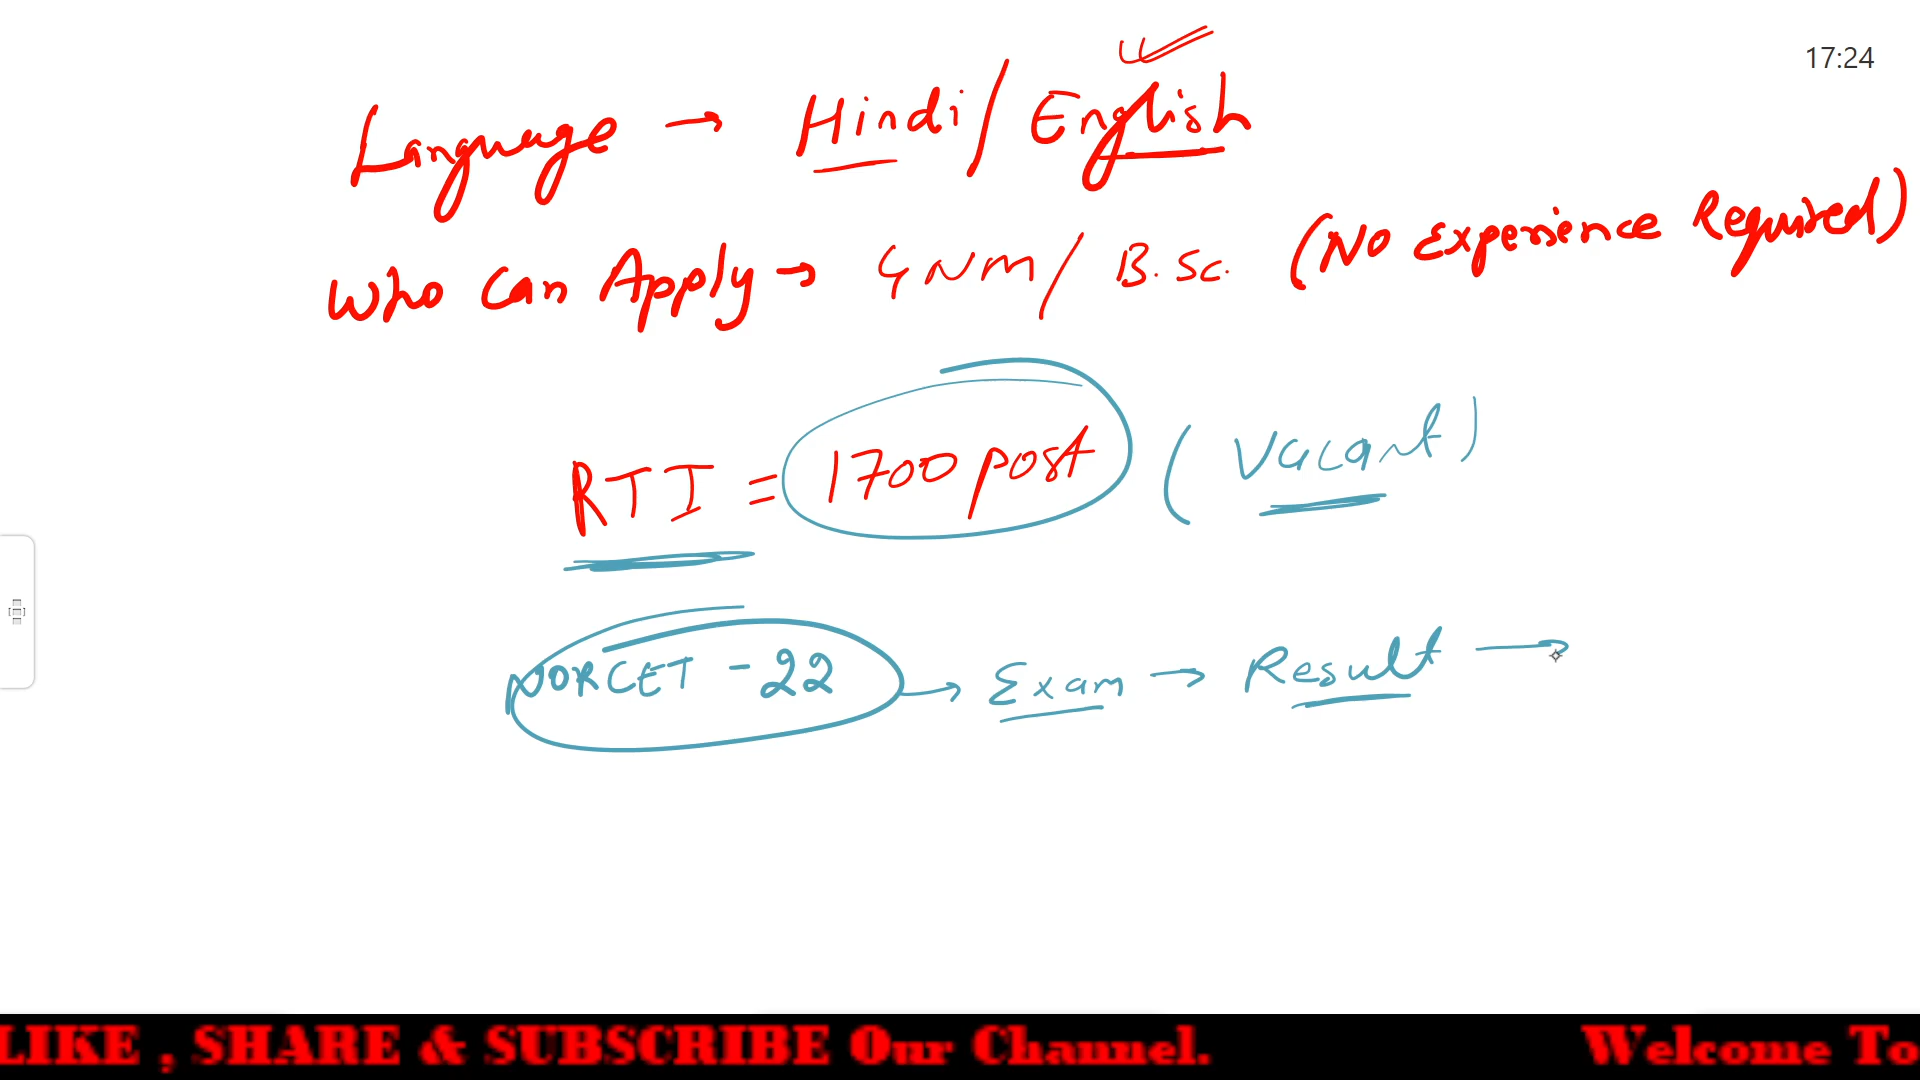 17:24
Language → Hindi/English
Who Can Apply → GNM/B.Sc. (No Experience Required)
RTI = 1700 post (Vacant)
NORCET-22 → Exam → Result →
LIKE , SHARE & SUBSCRIBE Our Channel. Welcome To